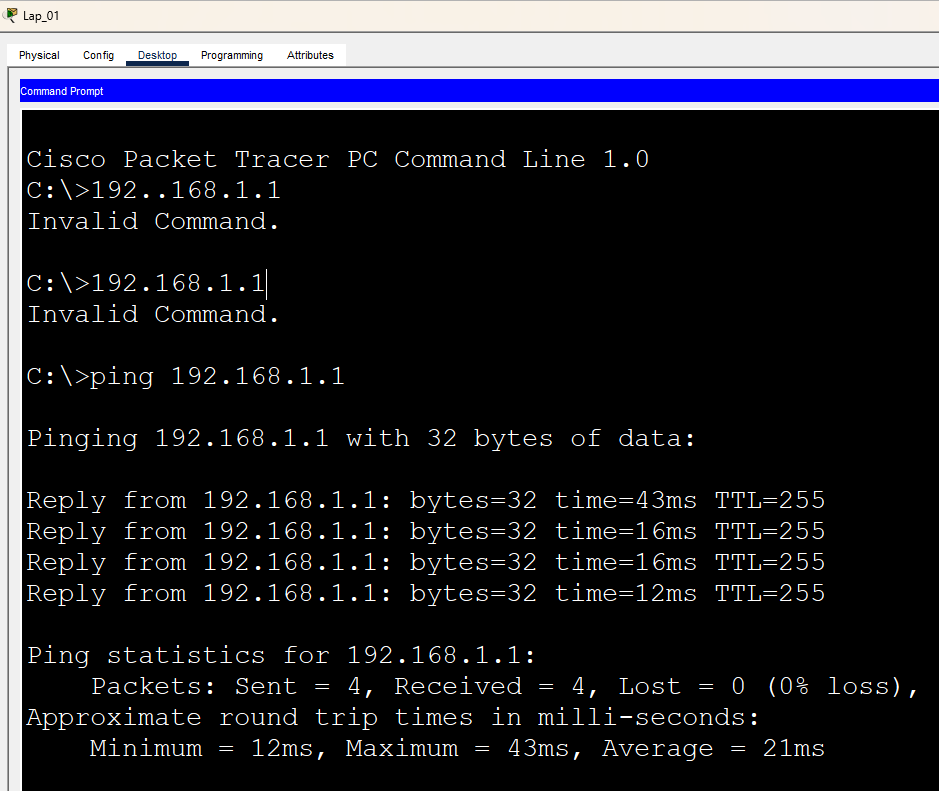 Lap_01
Physical Config Desktop Programming Attributes
Command Prompt
Cisco Packet Tracer PC Command Line 1.0
C:\>192..168.1.1
Invalid Command.
C:\>192.168.1.1
Invalid Command.
C:\>ping 192.168.1.1
Pinging 192.168.1.1 with 32 bytes of data:
Reply from 192.168.1.1: bytes=32 time=43ms TTL=255
Reply from 192.168.1.1: bytes=32 time=16ms TTL=255
Reply from 192.168.1.1: bytes=32 time=16ms TTL=255
Reply from 192.168.1.1: bytes=32 time=12ms TTL=255
Ping statistics for 192.168.1.1:
Packets: Sent = 4, Received = 4, Lost = 0 (0% loss),
Approximate round trip times in milli-seconds:
Minimum = 12ms, Maximum = 43ms, Average = 21ms